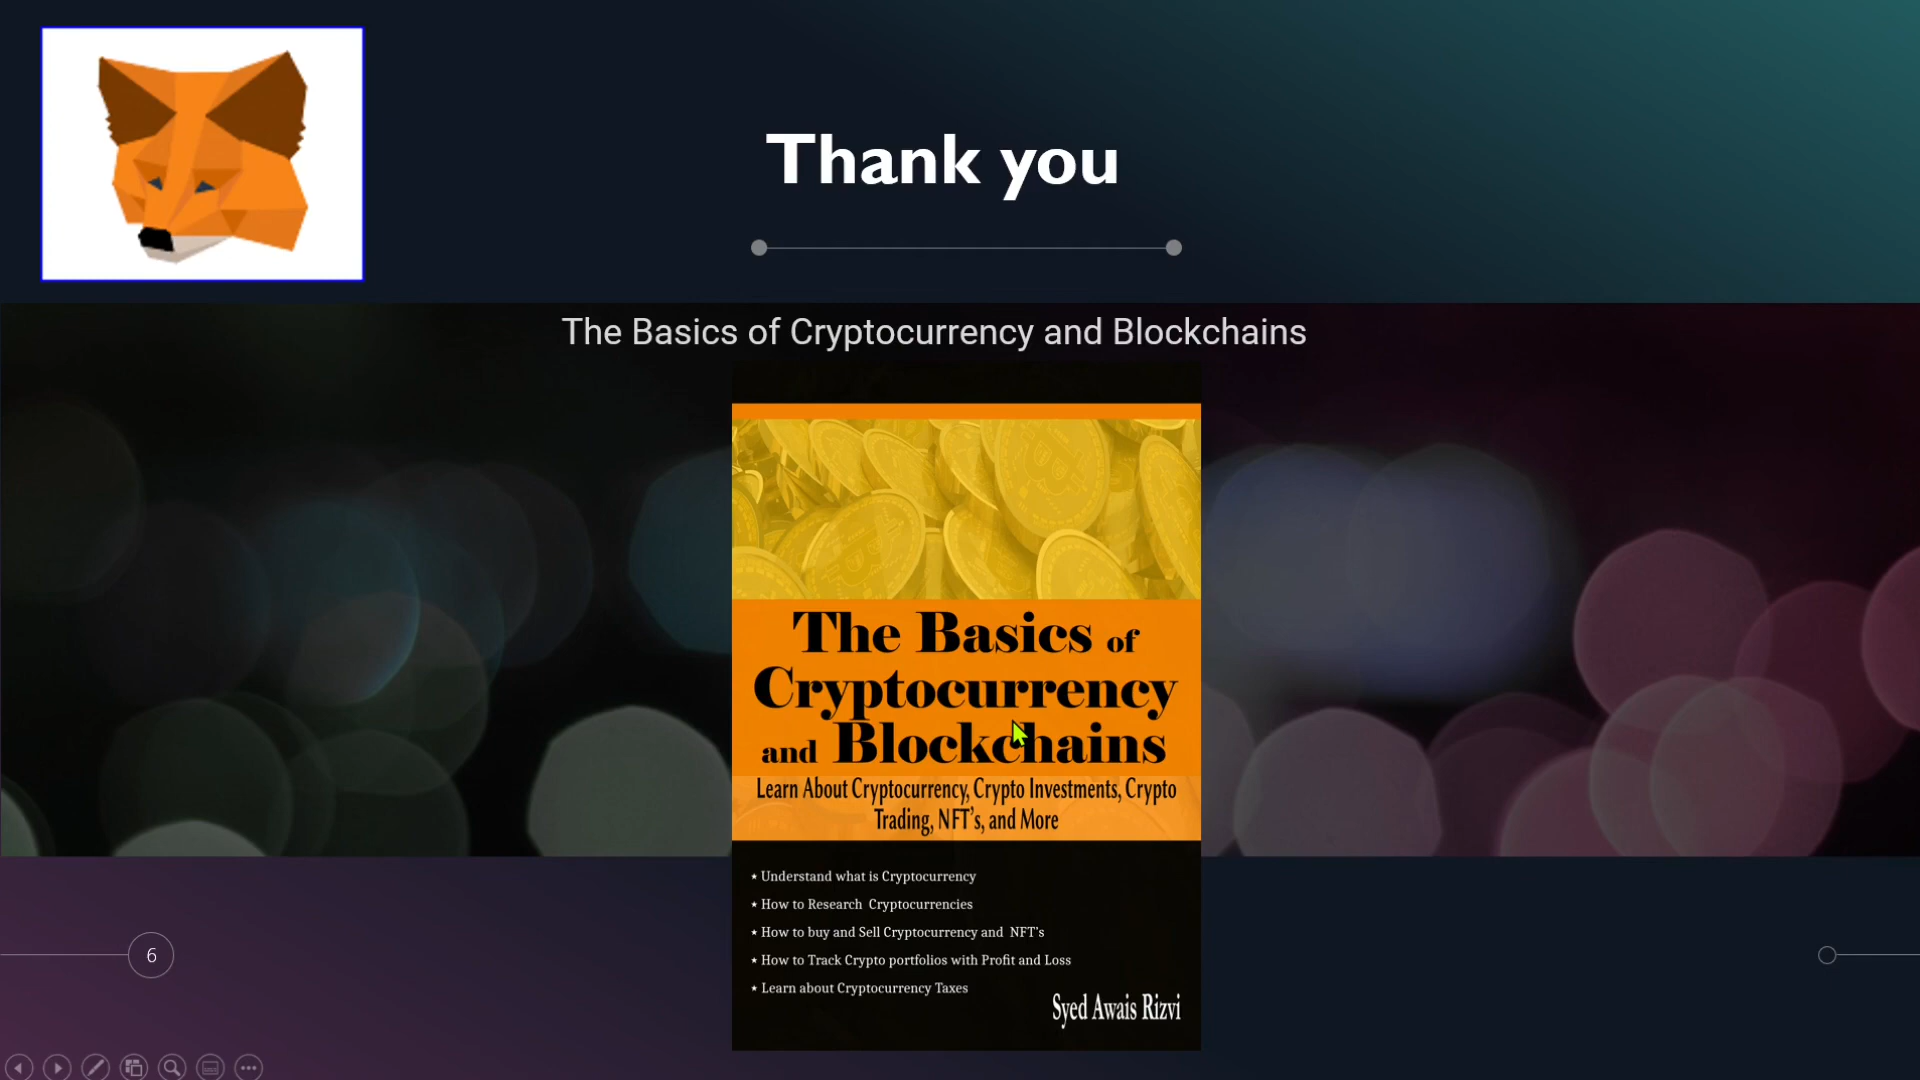 Thank you
The Basics of Cryptocurrency and Blockchains
The Basics of
Cryptocurrency
and Blockchains
Learn About Cryptocurrency, Crypto Investments, Crypto
Trading, NFT's, and More
⋆ Understand what is Cryptocurrency
⋆ How to Research Cryptocurrencies
⋆ How to buy and Sell Cryptocurrency and NFT's
⋆ How to Track Crypto portfolios with Profit and Loss
⋆ Learn about Cryptocurrency Taxes
Syed Awais Rizvi
6